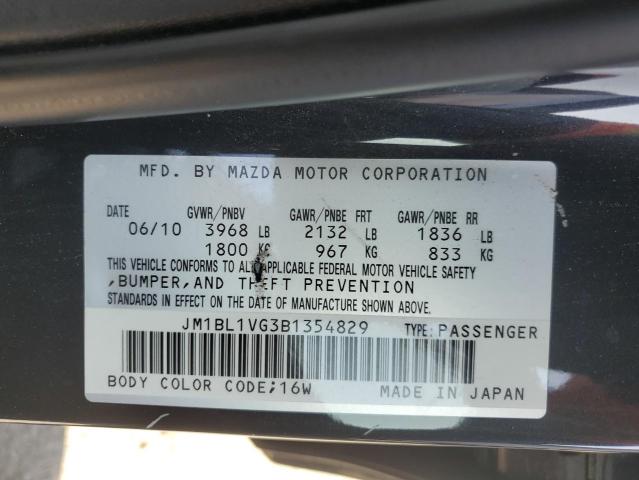 MFD. BY MAZDA MOTOR CORPORATION
DATE GVWR/PNBV GAWR/PNBE FRT GAWR/PNBE RR
06/10 3968 LB 2132 LB 1836 LB
1800 KG 967 KG 833 KG
THIS VEHICLE CONFORMS TO ALL APPLICABLE FEDERAL MOTOR VEHICLE SAFETY
,BUMPER,AND THEFT PREVENTION
STANDARDS IN EFFECT ON THE DATE OF MANUFACTURE SHOWN ABOVE.
JM1BL1VG3B1354829 TYPE: PASSENGER
BODY COLOR CODE;16W MADE IN JAPAN